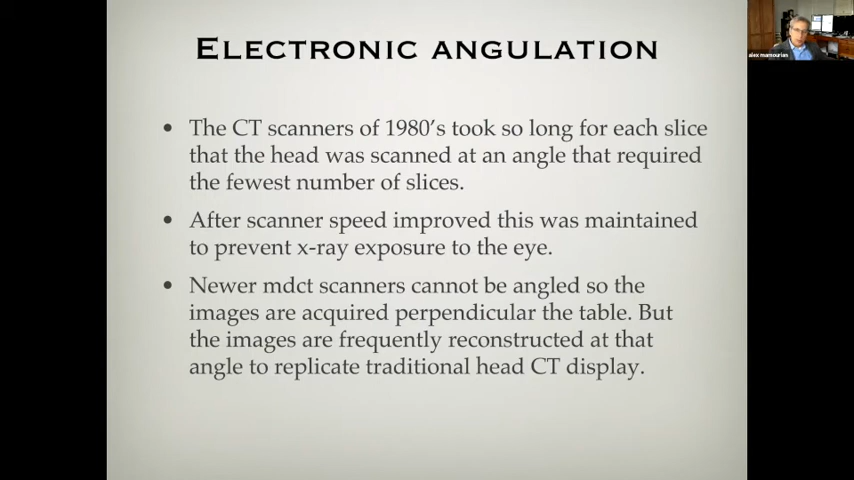 ELECTRONIC ANGULATION
• The CT scanners of 1980's took so long for each slice
that the head was scanned at an angle that required
the fewest number of slices.
• After scanner speed improved this was maintained
to prevent x-ray exposure to the eye.
• Newer mdct scanners cannot be angled so the
images are acquired perpendicular the table. But
the images are frequently reconstructed at that
angle to replicate traditional head CT display.
alex mamourian